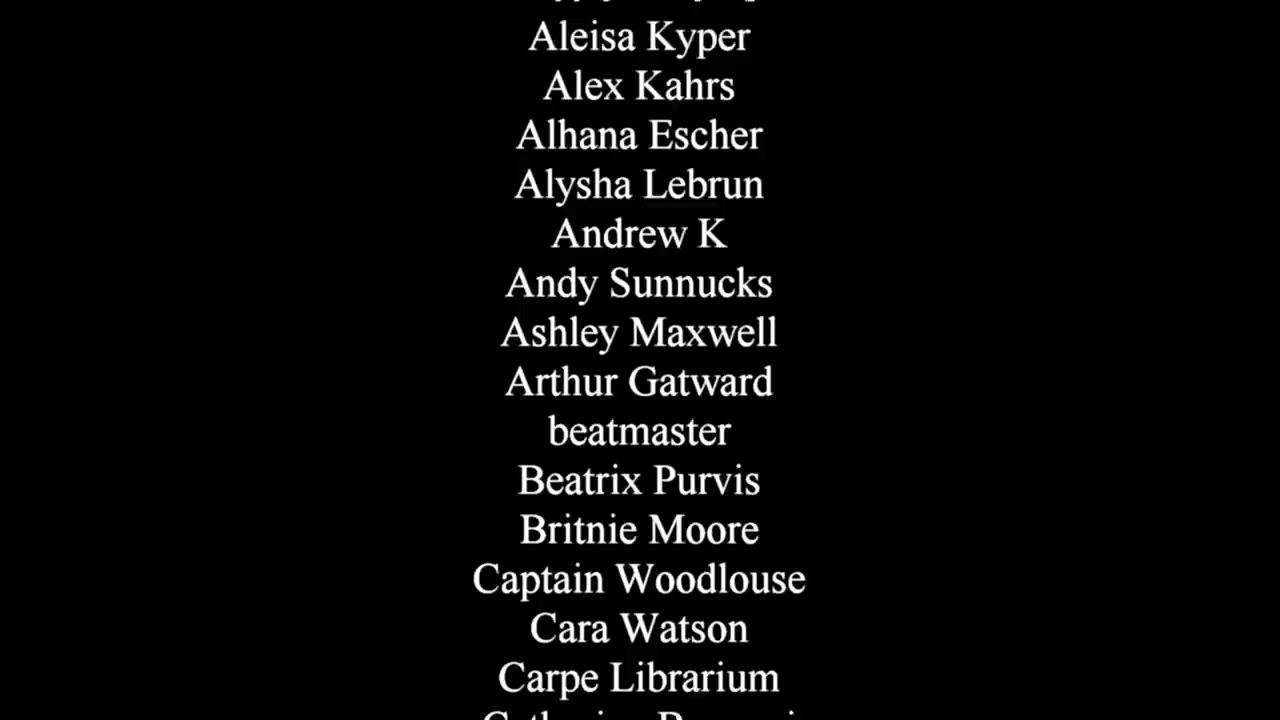 Aleisa Kyper
Alex Kahrs
Alhana Escher
Alysha Lebrun
Andrew K
Andy Sunnucks
Ashley Maxwell
Arthur Gatward
beatmaster
Beatrix Purvis
Britnie Moore
Captain Woodlouse
Cara Watson
Carpe Librarium